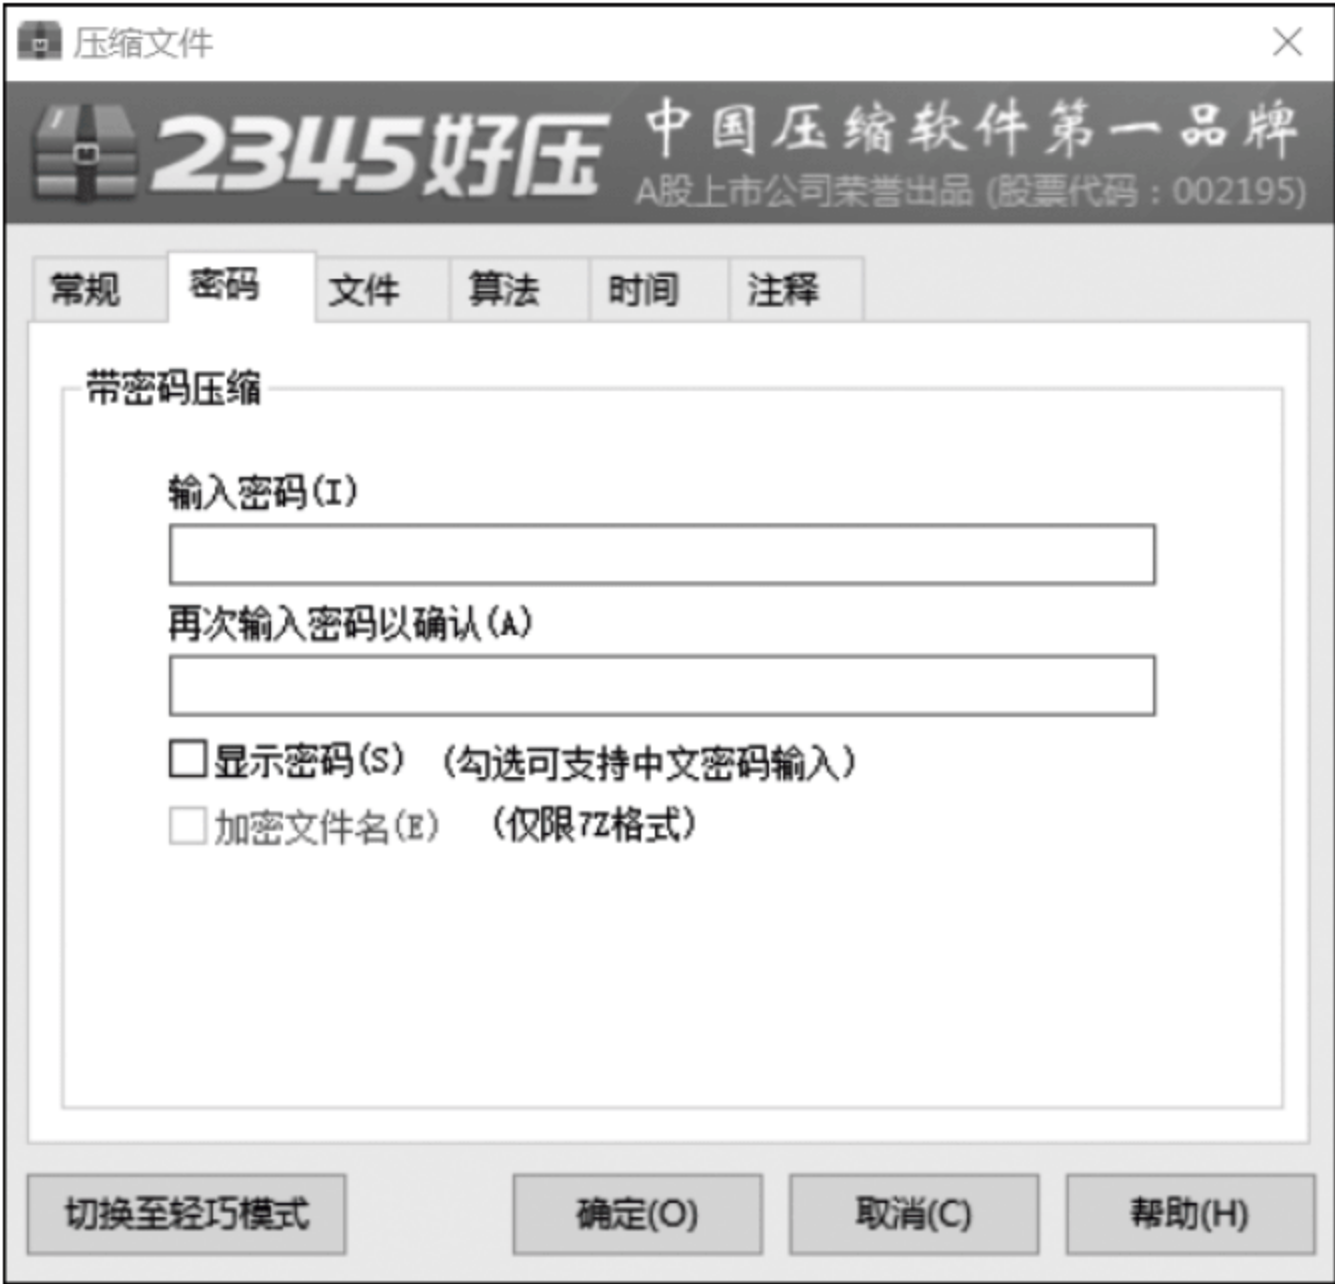 压缩文件
2345好压 中国压缩软件第一品牌
A股上市公司荣誉出品 (股票代码：002195)
常规 密码 文件 算法 时间 注释
带密码压缩
输入密码(I)
再次输入密码以确认(A)
显示密码(S) (勾选可支持中文密码输入)
加密文件名(E) (仅限7Z格式)
切换至轻巧模式 确定(O) 取消(C) 帮助(H)